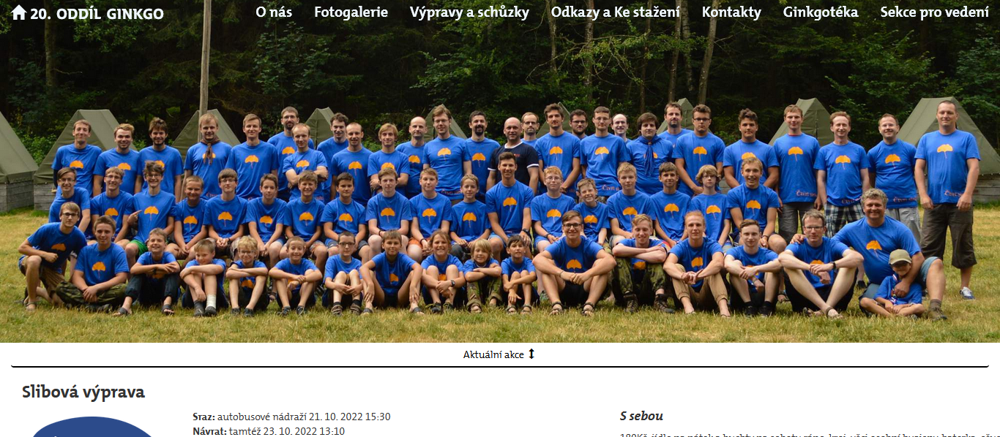 20. ODDÍL GINKGO
O nás
Fotogalerie
Výpravy a schůzky
Odkazy a Ke stažení
Kontakty
Ginkgotéka
Sekce pro vedení
Aktuální akce
Slibová výprava
Sraz: autobusové nádraží 21. 10. 2022 15:30
Návrat: tamtéž 23. 10. 2022 13:10
S sebou